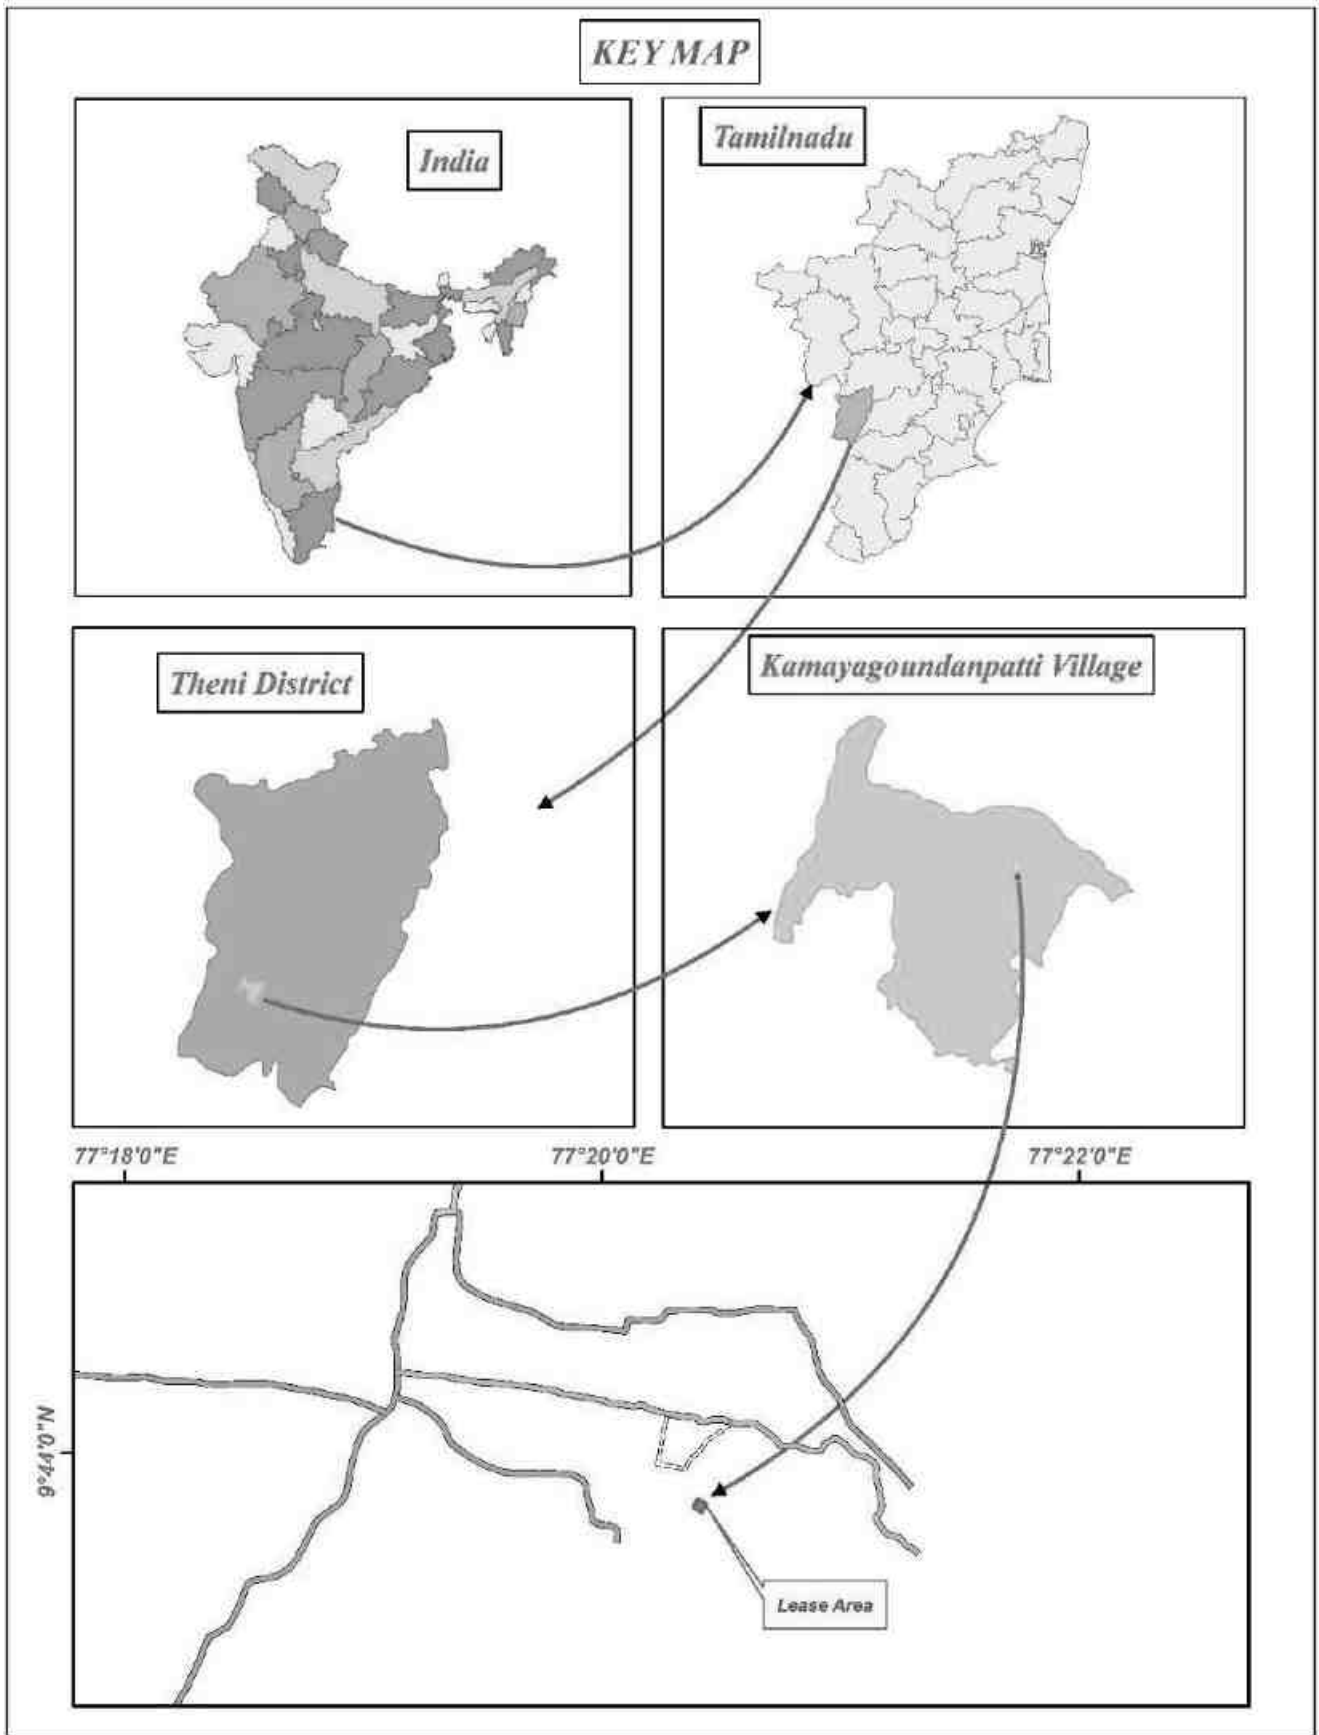 KEY MAP
India
Tamilnadu
Theni District
Kamayagoundanpatti Village
77°18'0"E
77°20'0"E
77°22'0"E
9°44'0"N
Lease Area